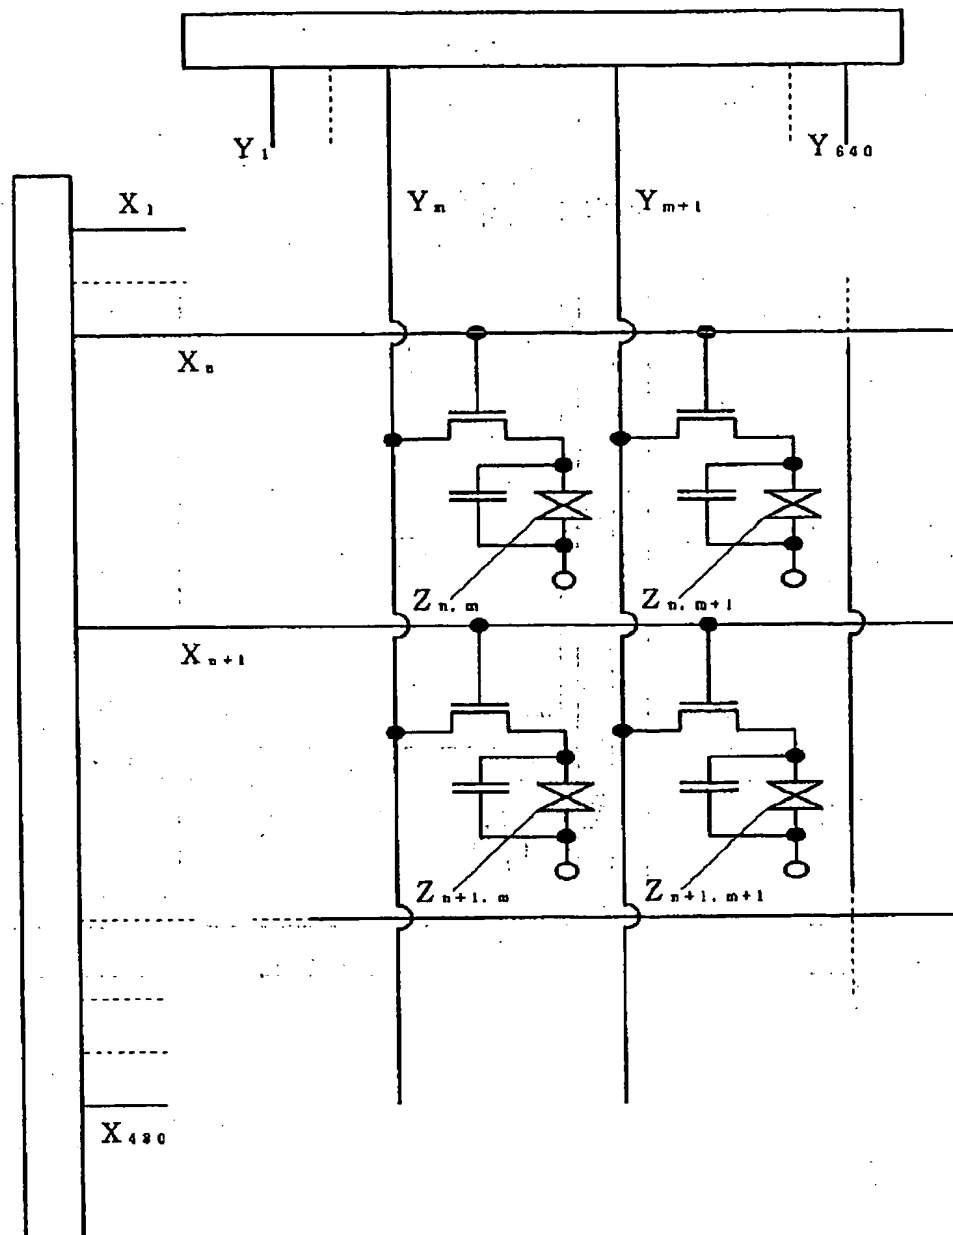 Y₁
Y₆₄₀
X₁
Yₘ
Yₘ₊₁
Xₙ
Zₙ,ₘ
Zₙ,ₘ₊₁
Xₙ₊₁
Zₙ₊₁,ₘ
Zₙ₊₁,ₘ₊₁
X₄₈₀